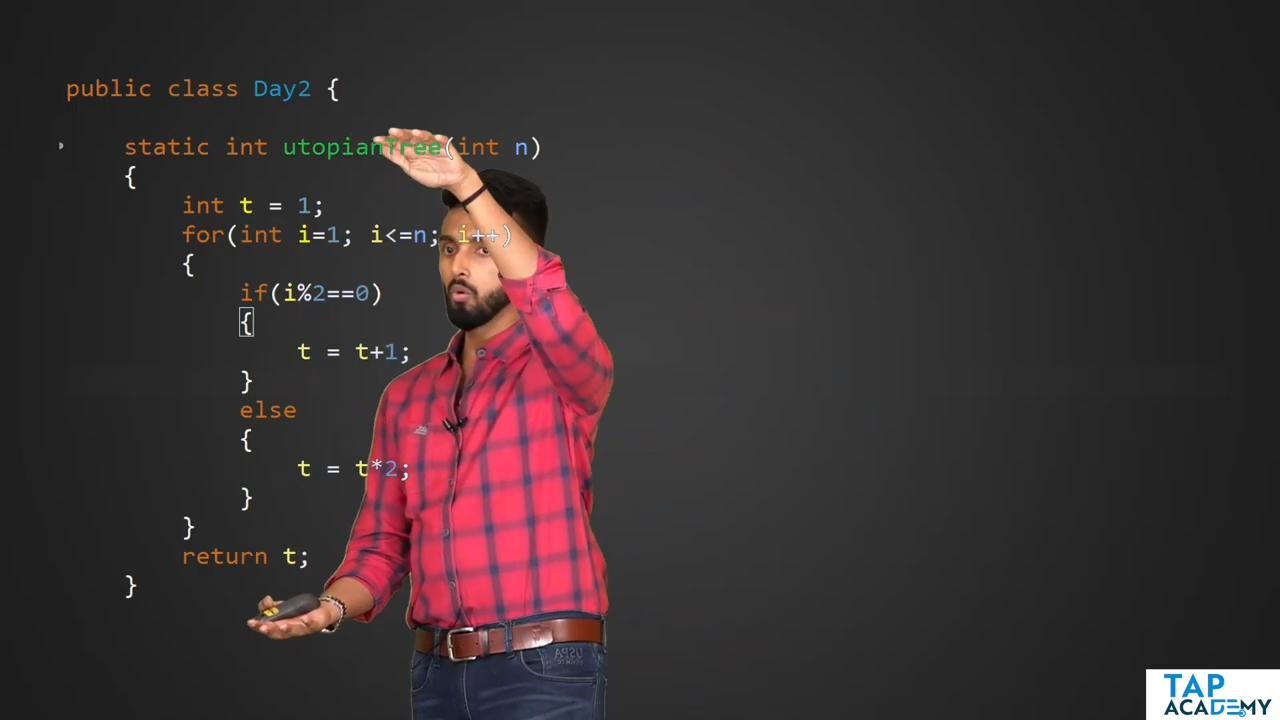 public class Day2 {
static int utopianTree(int n)
{
int t = 1;
for(int i=1; i<=n; i++)
{
if(i%2==0)
{
t = t+1;
}
else
{
t = t*2;
}
}
return t;
}
USPA
TAP
ACADEMY